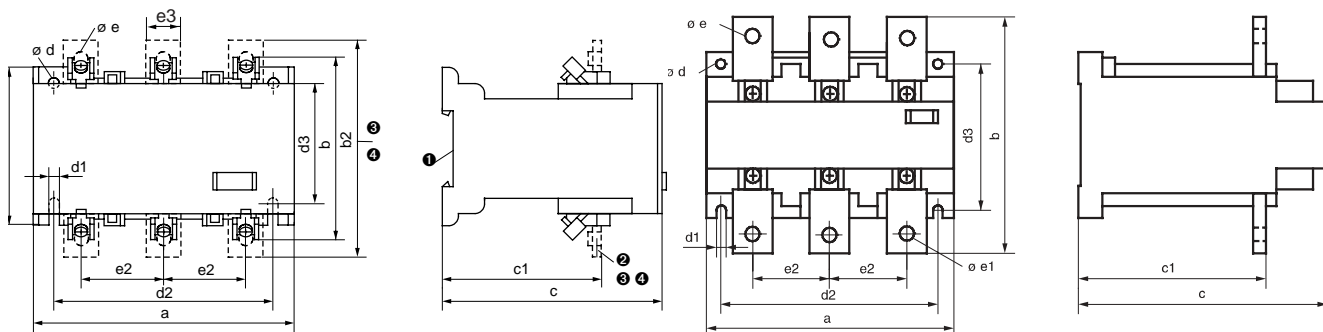 e3
ø e
ø d
d1
d3
b
b2
❸
❹
e2
e2
d2
a
❶
❷
❸ ❹
c1
c
ø e
ø d
d3
b
d1
e2
e2
ø e1
d2
a
c1
c